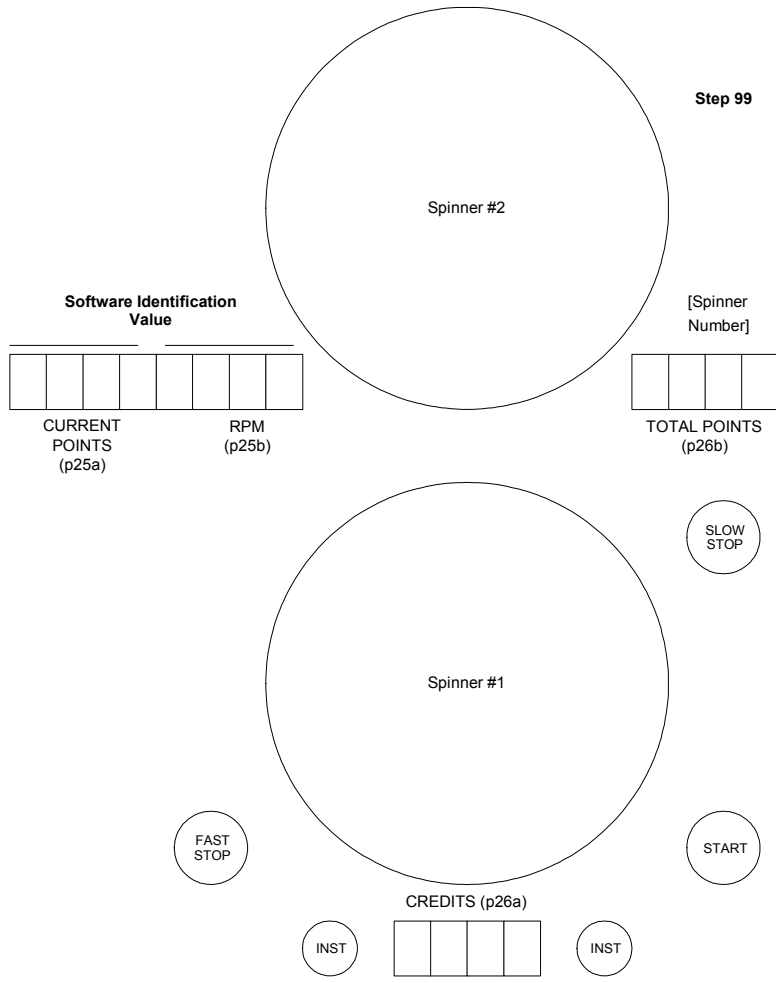 Step 99
Spinner #2
Software Identification
Value
[Spinner
Number]
CURRENT
POINTS
(p25a)
RPM
(p25b)
TOTAL POINTS
(p26b)
SLOW
STOP
Spinner #1
FAST
STOP
START
CREDITS (p26a)
INST
INST